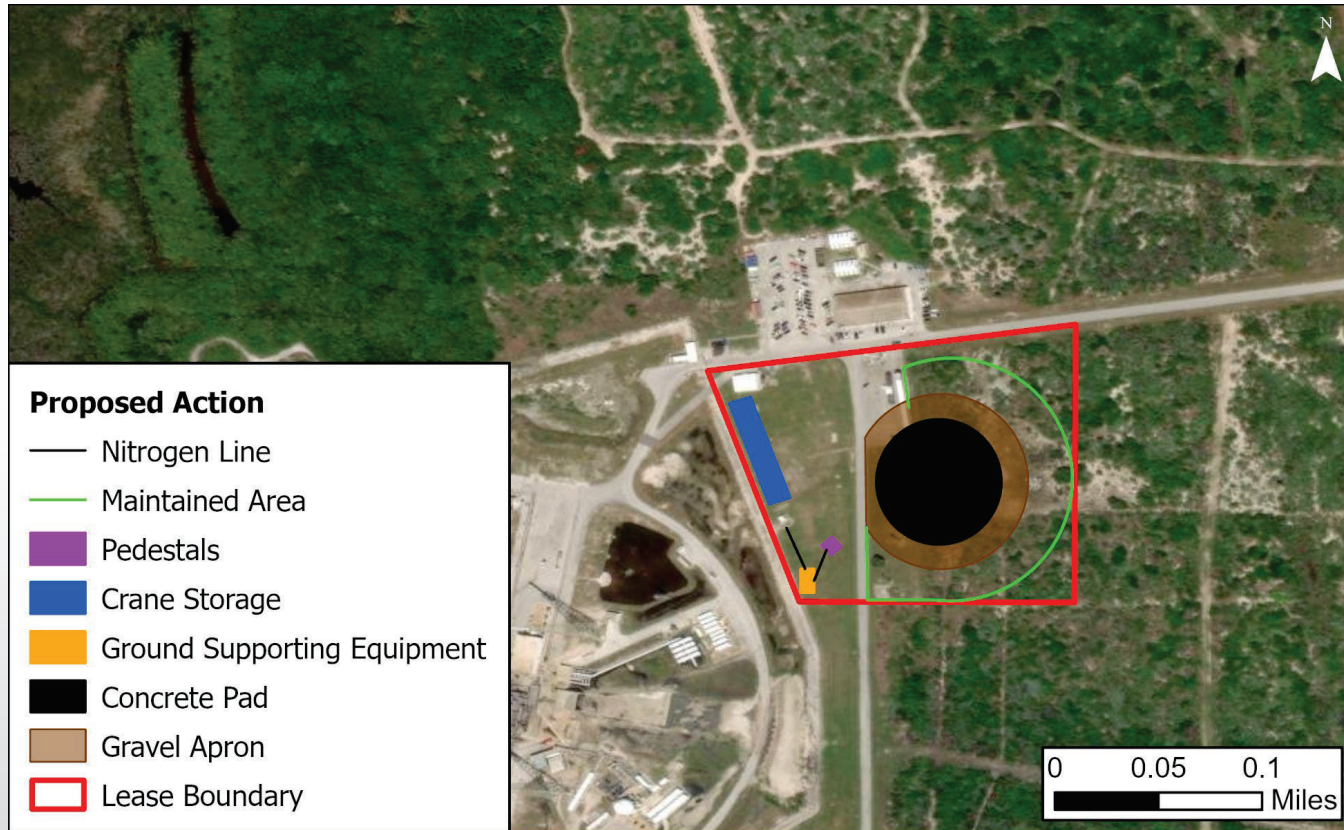 N
Proposed Action
Nitrogen Line
Maintained Area
Pedestals
Crane Storage
Ground Supporting Equipment
Concrete Pad
Gravel Apron
Lease Boundary
0 0.05 0.1
Miles